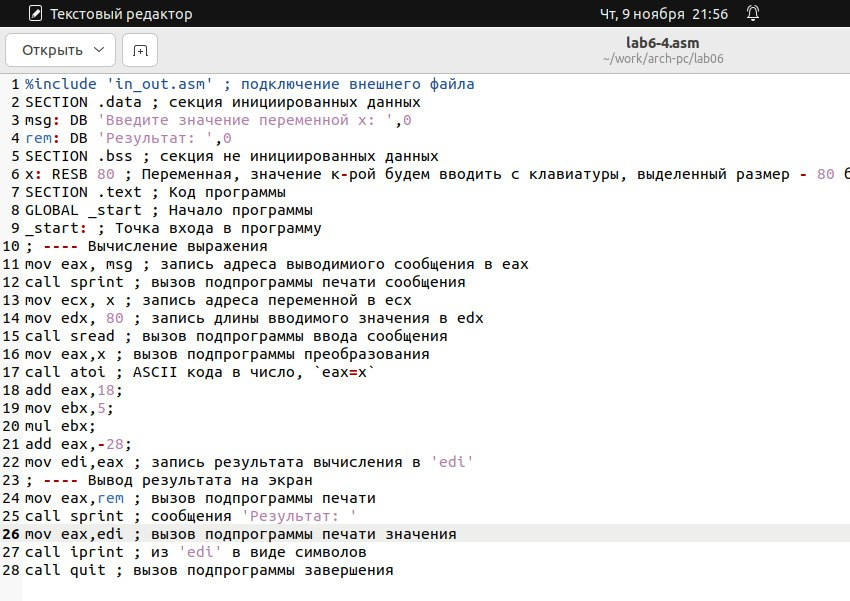 Текстовый редактор
Чт, 9 ноября 21:56
Открыть
lab6-4.asm
~/work/arch-pc/lab06
1 %include 'in_out.asm' ; подключение внешнего файла
2 SECTION .data ; секция инициированных данных
3 msg: DB 'Введите значение переменной x: ',0
4 rem: DB 'Результат: ',0
5 SECTION .bss ; секция не инициированных данных
6 x: RESB 80 ; Переменная, значение к-рой будем вводить с клавиатуры, выделенный размер - 80 б
7 SECTION .text ; Код программы
8 GLOBAL _start ; Начало программы
9 _start: ; Точка входа в программу
10 ; ---- Вычисление выражения
11 mov eax, msg ; запись адреса выводимиого сообщения в eax
12 call sprint ; вызов подпрограммы печати сообщения
13 mov ecx, x ; запись адреса переменной в ecx
14 mov edx, 80 ; запись длины вводимого значения в edx
15 call sread ; вызов подпрограммы ввода сообщения
16 mov eax,x ; вызов подпрограммы преобразования
17 call atoi ; ASCII кода в число, `eax=x`
18 add eax,18;
19 mov ebx,5;
20 mul ebx;
21 add eax,-28;
22 mov edi,eax ; запись результата вычисления в 'edi'
23 ; ---- Вывод результата на экран
24 mov eax,rem ; вызов подпрограммы печати
25 call sprint ; сообщения 'Результат: '
26 mov eax,edi ; вызов подпрограммы печати значения
27 call iprint ; из 'edi' в виде символов
28 call quit ; вызов подпрограммы завершения